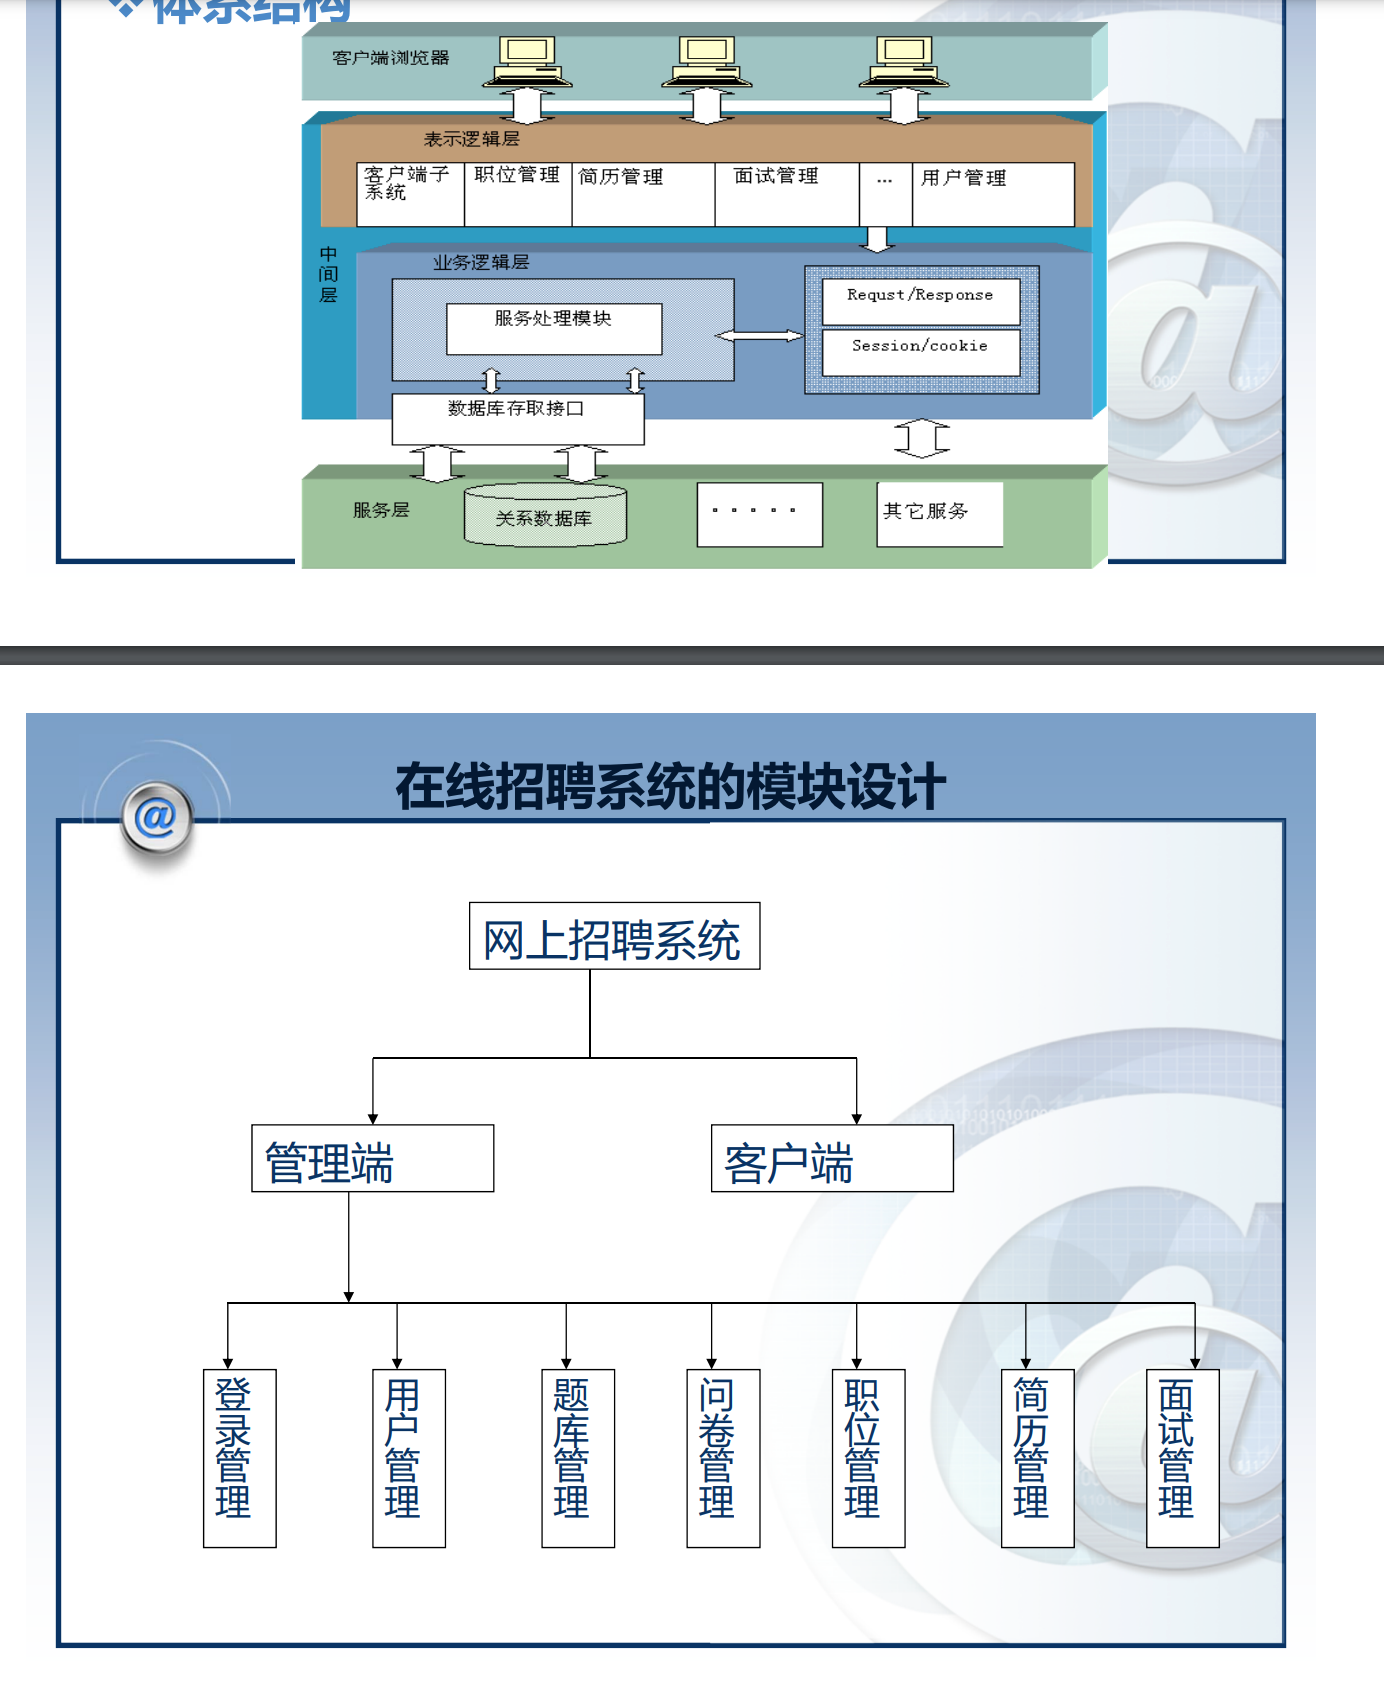 体系结构
客户端浏览器
表示逻辑层
客户端子
系统
职位管理
简历管理
面试管理
...
用户管理
中
间
层
业务逻辑层
服务处理模块
Requst/Response
Session/cookie
数据库存取接口
服务层
关系数据库
.....
其它服务
在线招聘系统的模块设计
@
网上招聘系统
管理端
客户端
登录管理
用户管理
题库管理
问卷管理
职位管理
简历管理
面试管理